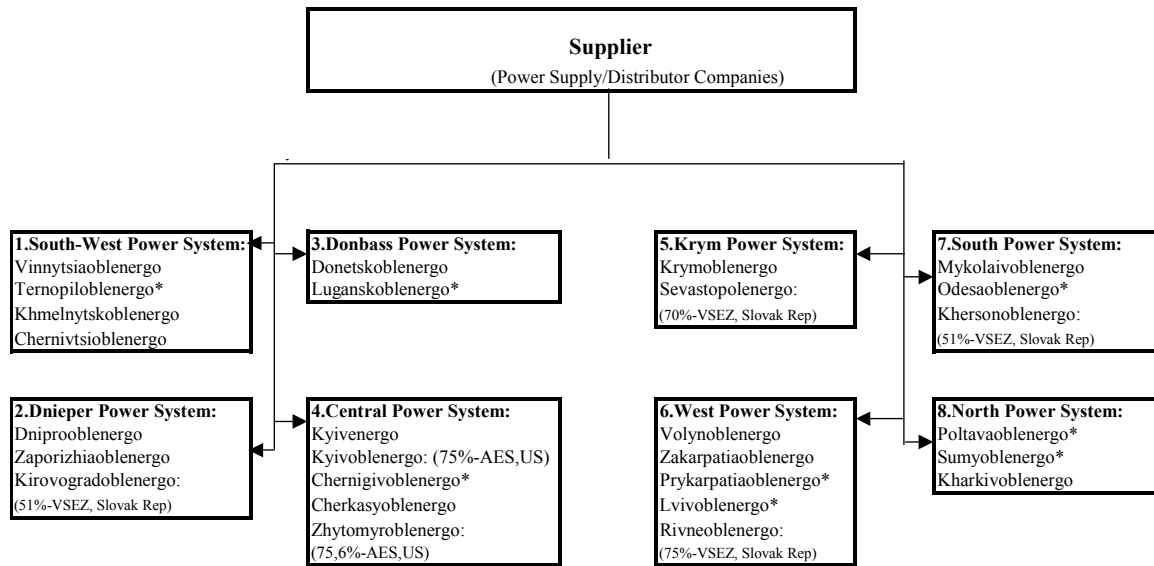 Supplier
(Power Supply/Distributor Companies)
1.South-West Power System:
Vinnytsiaoblenergo
Ternopiloblenergo*
Khmelnytskoblenergo
Chernivtsioblenergo
3.Donbass Power System:
Donetskoblenergo
Luganskoblenergo*
5.Krym Power System:
Krymoblenergo
Sevastopolenergo:
(70%-VSEZ, Slovak Rep)
7.South Power System:
Mykolaivoblenergo
Odesaoblenergo*
Khersonoblenergo:
(51%-VSEZ, Slovak Rep)
2.Dnieper Power System:
Dniprooblenergo
Zaporizhiaoblenergo
Kirovogradoblenergo:
(51%-VSEZ, Slovak Rep)
4.Central Power System:
Kyivenergo
Kyivoblenergo: (75%-AES,US)
Chernigivoblenergo*
Cherkasyoblenergo
Zhytomyroblenergo:
(75,6%-AES,US)
6.West Power System:
Volynoblenergo
Zakarpatiaoblenergo
Prykarpatiaoblenergo*
Lvivoblenergo*
Rivneoblenergo:
(75%-VSEZ, Slovak Rep)
8.North Power System:
Poltavaoblenergo*
Sumyoblenergo*
Kharkivoblenergo